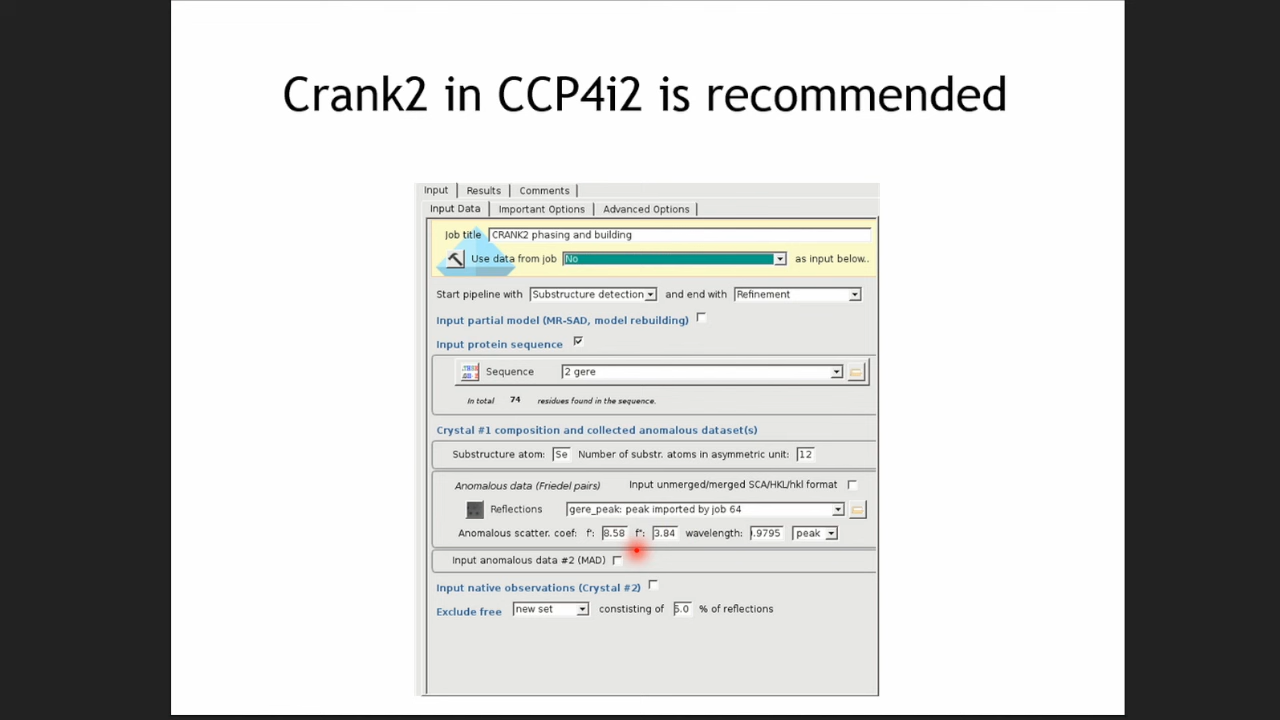 Crank2 in CCP4i2 is recommended
Input Results Comments
Input Data Important Options Advanced Options
Job title CRANK2 phasing and building
Use data from job No as input below..
Start pipeline with Substructure detection and end with Refinement
Input partial model (MR-SAD, model rebuilding)
Input protein sequence
Sequence 2 gere
In total 74 residues found in the sequence.
Crystal #1 composition and collected anomalous dataset(s)
Substructure atom: Se Number of substr. atoms in asymmetric unit: 12
Anomalous data (Friedel pairs) Input unmerged/merged SCA/HKL/hkl format
Reflections gere_peak: peak imported by job 64
Anomalous scatter. coef: f': 8.58 f": 3.84 wavelength: .9795 peak
Input anomalous data #2 (MAD)
Input native observations (Crystal #2)
Exclude free new set constisting of 5.0 % of reflections